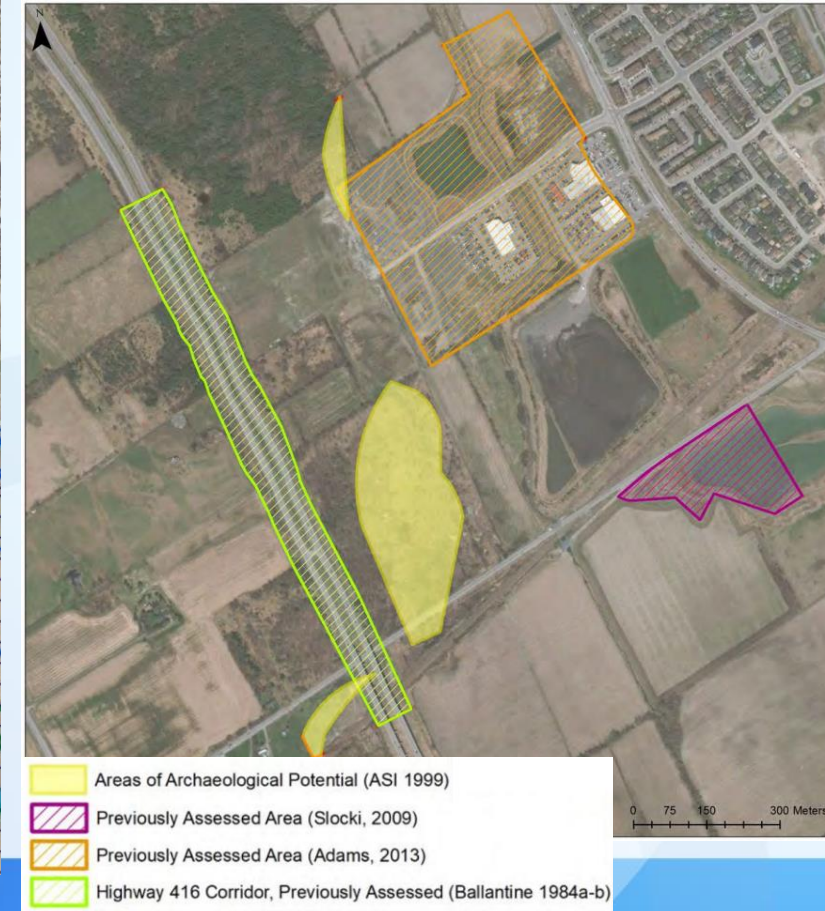 N
0 75 150 300 Meters
Areas of Archaeological Potential (ASI 1999)
Previously Assessed Area (Slocki, 2009)
Previously Assessed Area (Adams, 2013)
Highway 416 Corridor, Previously Assessed (Ballantine 1984a-b)